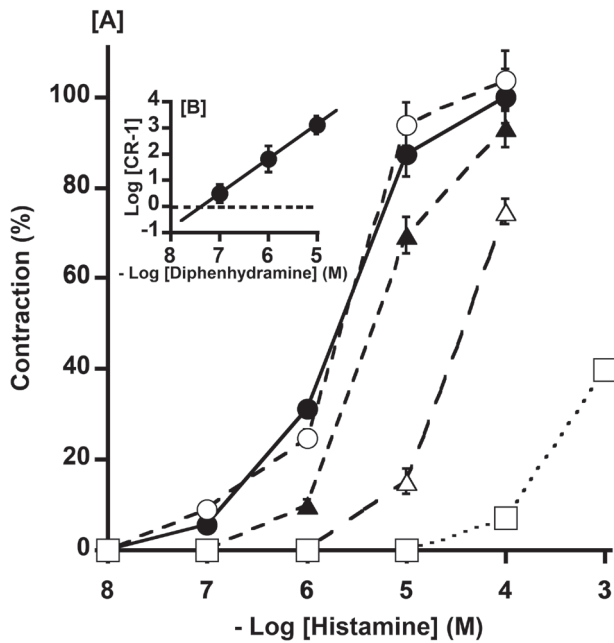 [A]
100
80
60
40
20
0
Contraction (%)
8 7 6 5 4 3
- Log [Histamine] (M)
[B]
4
3
2
1
0
-1
Log [CR-1]
8 7 6 5
- Log [Diphenhydramine] (M)